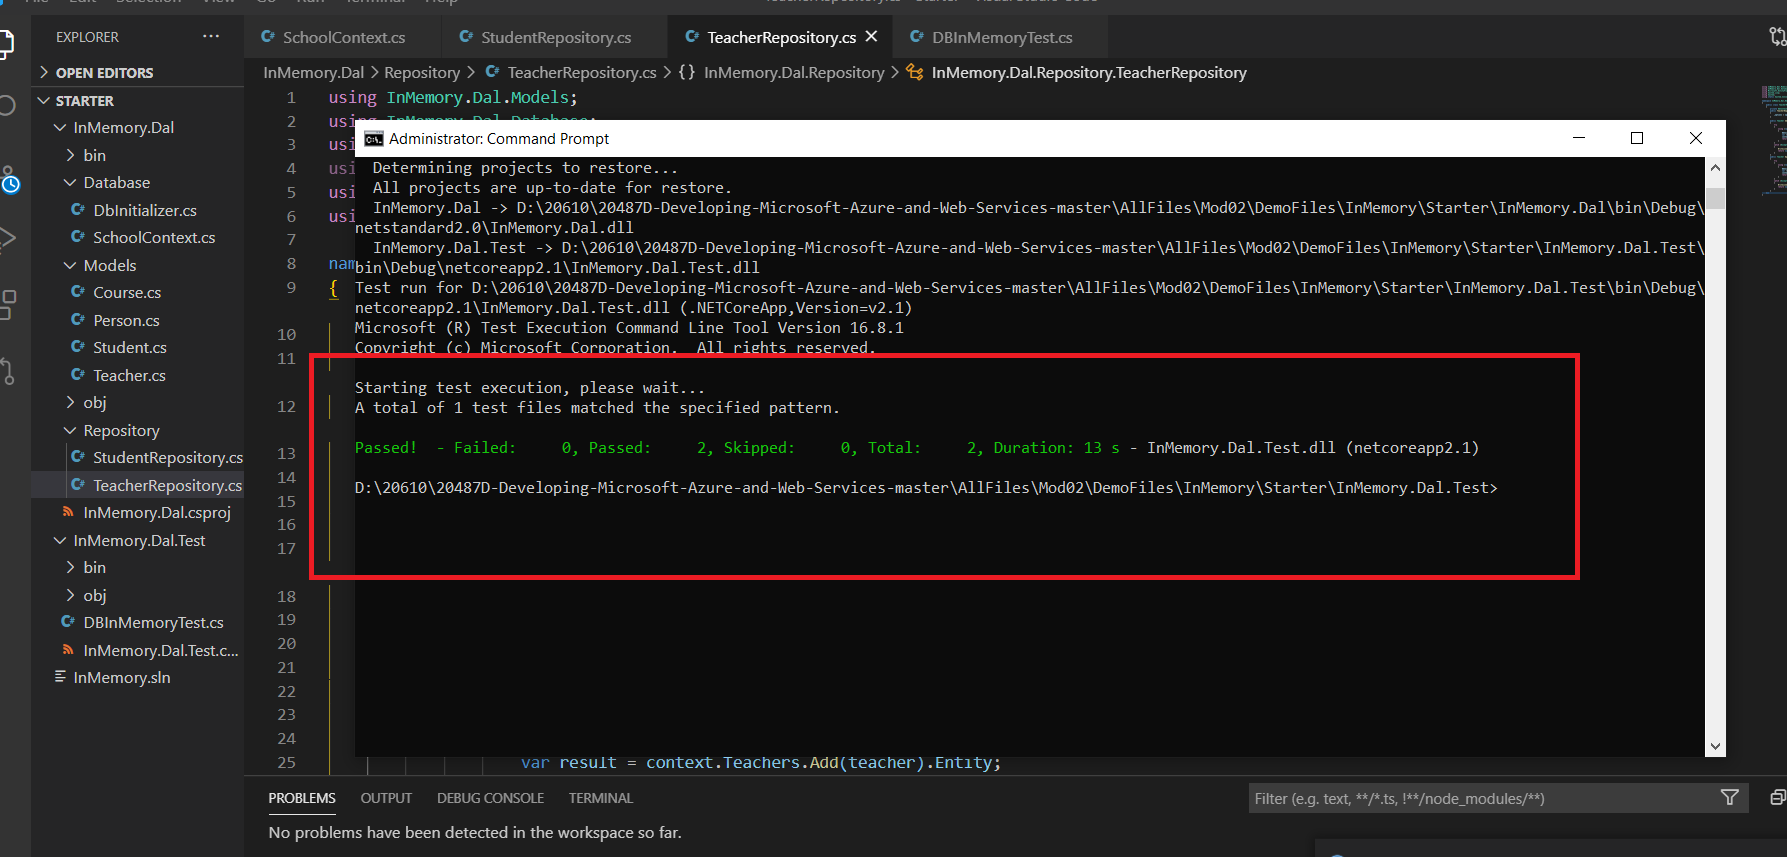 File Edit Selection View Go Run Terminal Help
EXPLORER
OPEN EDITORS
STARTER
InMemory.Dal
bin
Database
DbInitializer.cs
SchoolContext.cs
Models
Course.cs
Person.cs
Student.cs
Teacher.cs
obj
Repository
StudentRepository.cs
TeacherRepository.cs
InMemory.Dal.csproj
InMemory.Dal.Test
bin
obj
DBInMemoryTest.cs
InMemory.Dal.Test.c...
InMemory.sln
SchoolContext.cs StudentRepository.cs TeacherRepository.cs DBInMemoryTest.cs
InMemory.Dal > Repository > TeacherRepository.cs > {} InMemory.Dal.Repository > InMemory.Dal.Repository.TeacherRepository
1 using InMemory.Dal.Models;
2 using InMemory.Dal.Database;
3 usi
4 usi
5 usi
6 usi
7
8 nam
9 {
10
11
12
13
14
15
16
17
18
19
20
21
22
23
24
25 var result = context.Teachers.Add(teacher).Entity;
Administrator: Command Prompt
Determining projects to restore...
All projects are up-to-date for restore.
InMemory.Dal -> D:\20610\20487D-Developing-Microsoft-Azure-and-Web-Services-master\AllFiles\Mod02\DemoFiles\InMemory\Starter\InMemory.Dal\bin\Debug\
netstandard2.0\InMemory.Dal.dll
InMemory.Dal.Test -> D:\20610\20487D-Developing-Microsoft-Azure-and-Web-Services-master\AllFiles\Mod02\DemoFiles\InMemory\Starter\InMemory.Dal.Test\
bin\Debug\netcoreapp2.1\InMemory.Dal.Test.dll
Test run for D:\20610\20487D-Developing-Microsoft-Azure-and-Web-Services-master\AllFiles\Mod02\DemoFiles\InMemory\Starter\InMemory.Dal.Test\bin\Debug\
netcoreapp2.1\InMemory.Dal.Test.dll (.NETCoreApp,Version=v2.1)
Microsoft (R) Test Execution Command Line Tool Version 16.8.1
Copyright (c) Microsoft Corporation.  All rights reserved.
Starting test execution, please wait...
A total of 1 test files matched the specified pattern.
Passed!  - Failed:     0, Passed:     2, Skipped:     0, Total:     2, Duration: 13 s - InMemory.Dal.Test.dll (netcoreapp2.1)
D:\20610\20487D-Developing-Microsoft-Azure-and-Web-Services-master\AllFiles\Mod02\DemoFiles\InMemory\Starter\InMemory.Dal.Test>
PROBLEMS OUTPUT DEBUG CONSOLE TERMINAL
Filter (e.g. text, **/*.ts, !**/node_modules/**)
No problems have been detected in the workspace so far.